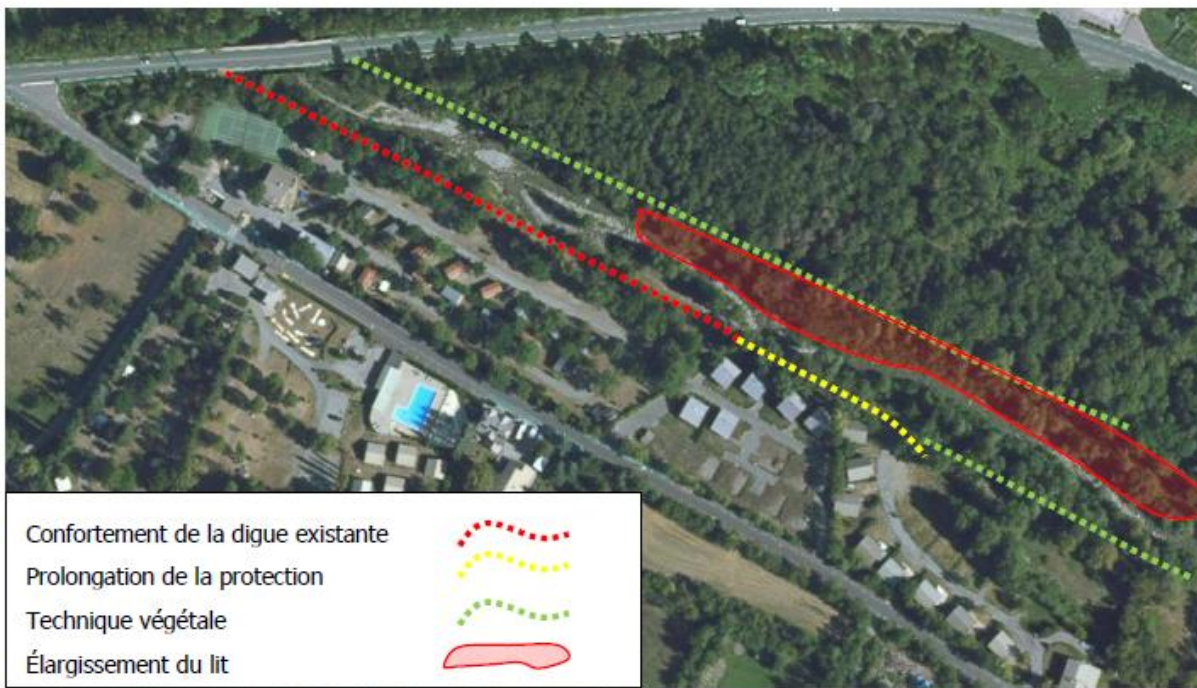 Confortement de la digue existante
Prolongation de la protection
Technique végétale
Élargissement du lit